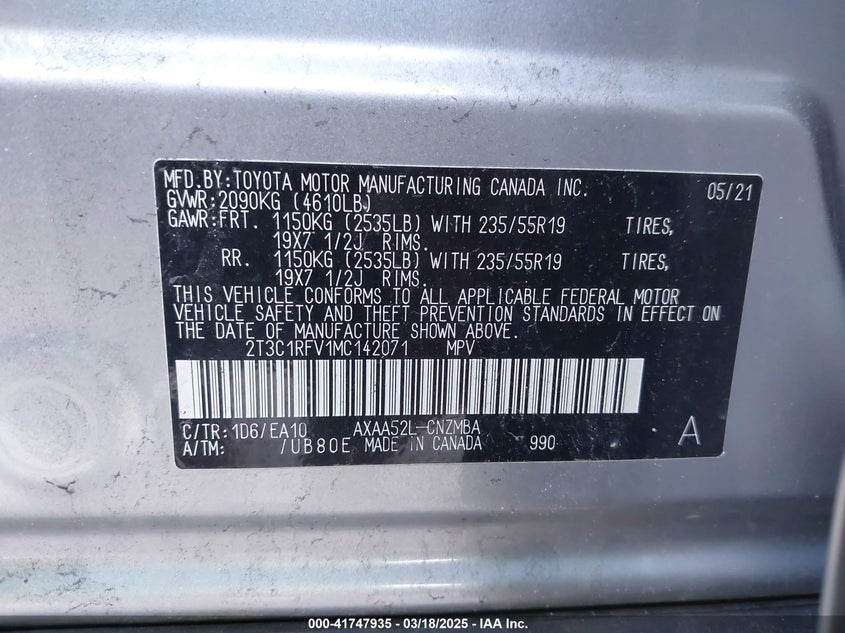 MFD.BY:TOYOTA MOTOR MANUFACTURING CANADA INC. 05/21
GVWR:2090KG (4610LB)
GAWR:FRT. 1150KG (2535LB) WITH 235/55R19 TIRES,
19X7 1/2J RIMS.
RR. 1150KG (2535LB) WITH 235/55R19 TIRES,
19X7 1/2J RIMS.
THIS VEHICLE CONFORMS TO ALL APPLICABLE FEDERAL MOTOR
VEHICLE SAFETY AND THEFT PREVENTION STANDARDS IN EFFECT ON
THE DATE OF MANUFACTURE SHOWN ABOVE.
2T3C1RFV1MC142071 MPV
C/TR:1D6/EA10 AXAA52L-CNZMBA
A/TM: /UB80E MADE IN CANADA 990 A
000-41747935 - 03/18/2025 - IAA Inc.